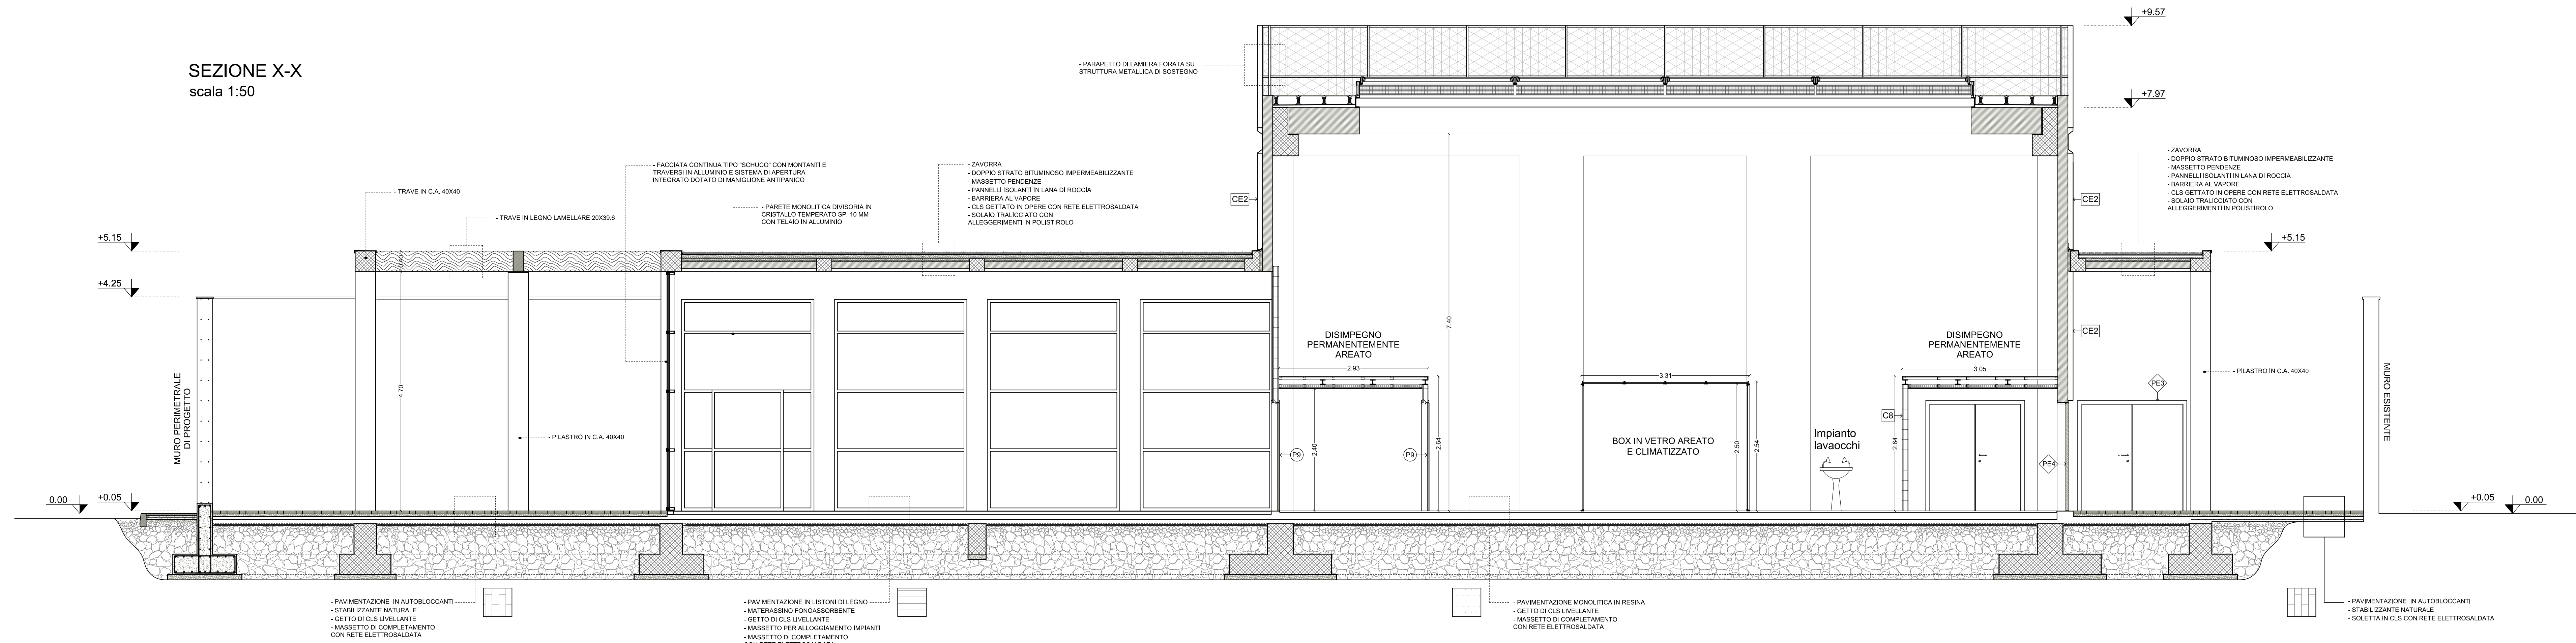 SEZIONE X-X
scala 1:50
+9.57
- PARAPETTO DI LAMIERA FORATA SU
STRUTTURA METALLICA DI SOSTEGNO
+7.97
- FACCIATA CONTINUA TIPO "SCHUCO" CON MONTANTI E
TRAVERSI IN ALLUMINIO E SISTEMA DI APERTURA
INTEGRATO DOTATO DI MANIGLIONE ANTIPANICO
- ZAVORRA
- DOPPIO STRATO BITUMINOSO IMPERMEABILIZZANTE
- MASSETTO PENDENZE
- PANNELLI ISOLANTI IN LANA DI ROCCIA
- BARRIERA AL VAPORE
- CLS GETTATO IN OPERE CON RETE ELETTROSALDATA
- SOLAIO TRALICCIATO CON
ALLEGGERIMENTI IN POLISTIROLO
- ZAVORRA
- DOPPIO STRATO BITUMINOSO IMPERMEABILIZZANTE
- MASSETTO PENDENZE
- PANNELLI ISOLANTI IN LANA DI ROCCIA
- BARRIERA AL VAPORE
- CLS GETTATO IN OPERE CON RETE ELETTROSALDATA
- SOLAIO TRALICCIATO CON
ALLEGGERIMENTI IN POLISTIROLO
- TRAVE IN C.A. 40X40
- TRAVE IN LEGNO LAMELLARE 20X39.6
- PARETE MONOLITICA DIVISORIA IN
CRISTALLO TEMPERATO SP. 10 MM
CON TELAIO IN ALLUMINIO
CE2
CE2
+5.15
+5.15
0.40
+4.25
7.40
DISIMPEGNO
PERMANENTEMENTE
AREATO
DISIMPEGNO
PERMANENTEMENTE
AREATO
CE2
2.93
3.31
3.05
- PILASTRO IN C.A. 40X40
PE3
MURO PERIMETRALE
DI PROGETTO
4.70
MURO ESISTENTE
C8
- PILASTRO IN C.A. 40X40
P9
2.40
P9
2.64
BOX IN VETRO AREATO
E CLIMATIZZATO
2.50
2.54
Impianto
lavaocchi
2.64
PE4
0.00
+0.05
+0.05
0.00
- PAVIMENTAZIONE IN AUTOBLOCCANTI
- STABILIZZANTE NATURALE
- GETTO DI CLS LIVELLANTE
- MASSETTO DI COMPLETAMENTO
CON RETE ELETTROSALDATA
- PAVIMENTAZIONE IN LISTONI DI LEGNO
- MATERASSINO FONOASSORBENTE
- GETTO DI CLS LIVELLANTE
- MASSETTO PER ALLOGGIAMENTO IMPIANTI
- MASSETTO DI COMPLETAMENTO
- PAVIMENTAZIONE MONOLITICA IN RESINA
- GETTO DI CLS LIVELLANTE
- MASSETTO DI COMPLETAMENTO
CON RETE ELETTROSALDATA
- PAVIMENTAZIONE IN AUTOBLOCCANTI
- STABILIZZANTE NATURALE
- SOLETTA IN CLS CON RETE ELETTROSALDATA